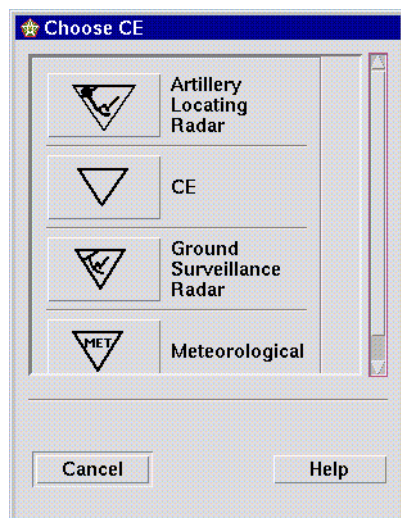 Choose CE
Artillery
Locating
Radar
CE
Ground
Surveillance
Radar
MET
Meteorological
Cancel
Help